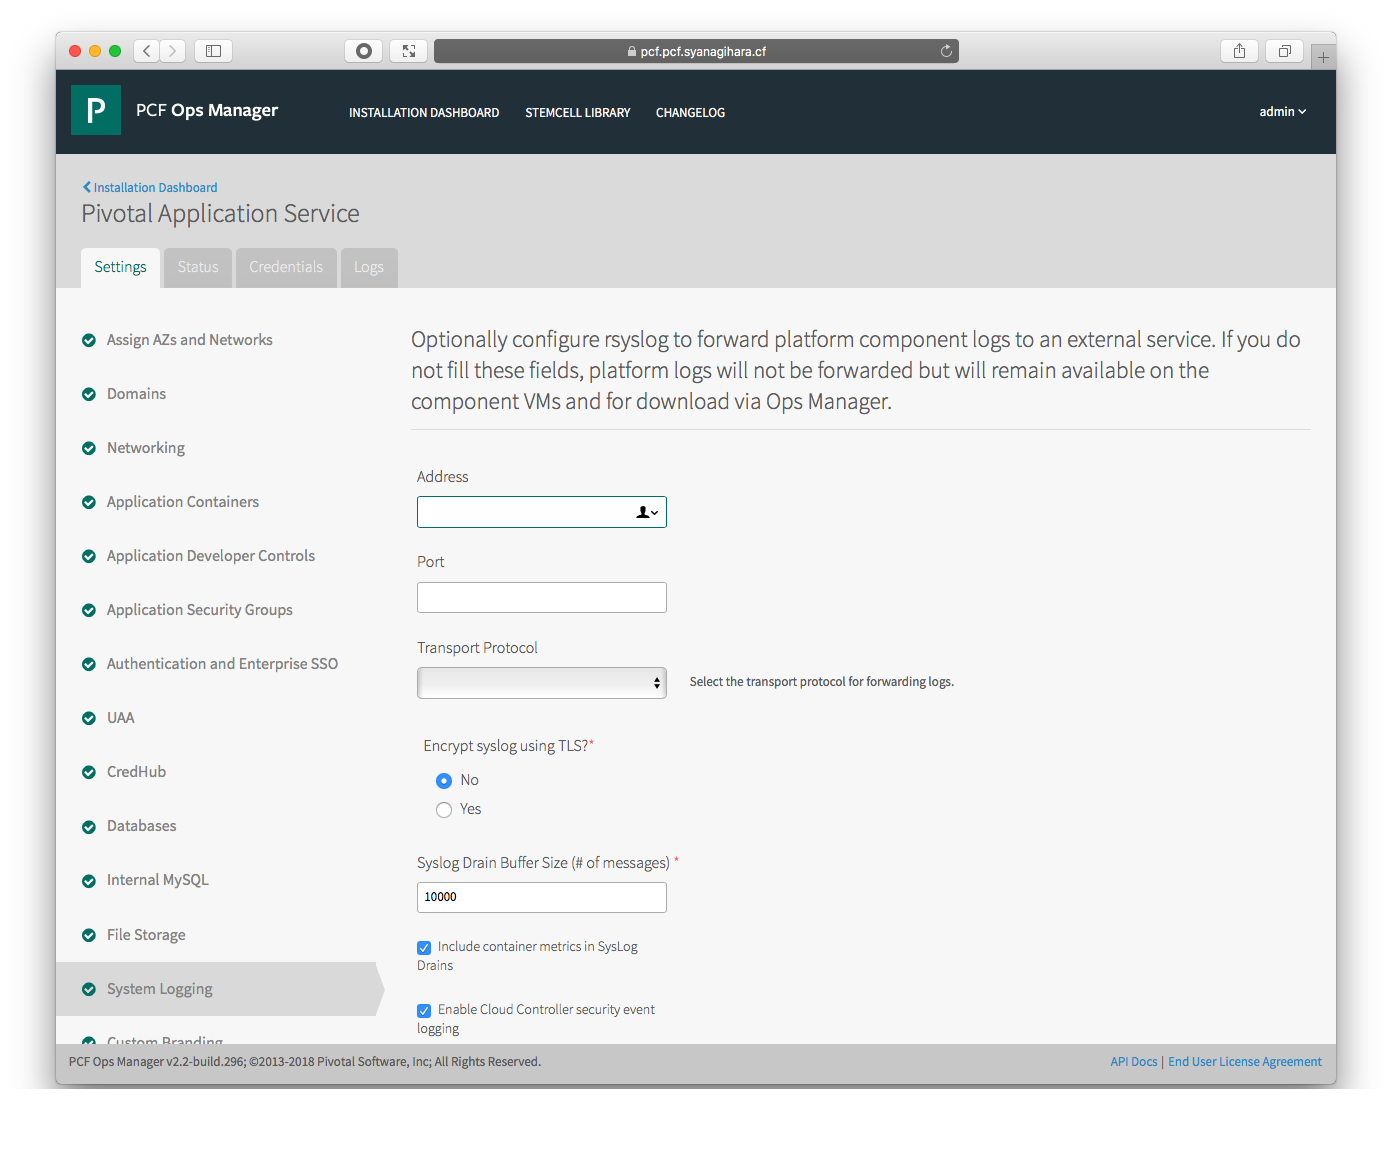 pcf.pcf.syanagihara.cf
P
PCF Ops Manager
INSTALLATION DASHBOARD
STEMCELL LIBRARY
CHANGELOG
admin
Installation Dashboard
Pivotal Application Service
Settings
Status
Credentials
Logs
Assign AZs and Networks
Domains
Networking
Application Containers
Application Developer Controls
Application Security Groups
Authentication and Enterprise SSO
UAA
CredHub
Databases
Internal MySQL
File Storage
System Logging
Custom Branding
Optionally configure rsyslog to forward platform component logs to an external service. If you do
not fill these fields, platform logs will not be forwarded but will remain available on the
component VMs and for download via Ops Manager.
Address
Port
Transport Protocol
Select the transport protocol for forwarding logs.
Encrypt syslog using TLS?*
No
Yes
Syslog Drain Buffer Size (# of messages) *
10000
Include container metrics in SysLog
Drains
Enable Cloud Controller security event
logging
PCF Ops Manager v2.2-build.296; ©2013-2018 Pivotal Software, Inc; All Rights Reserved.
API Docs | End User License Agreement